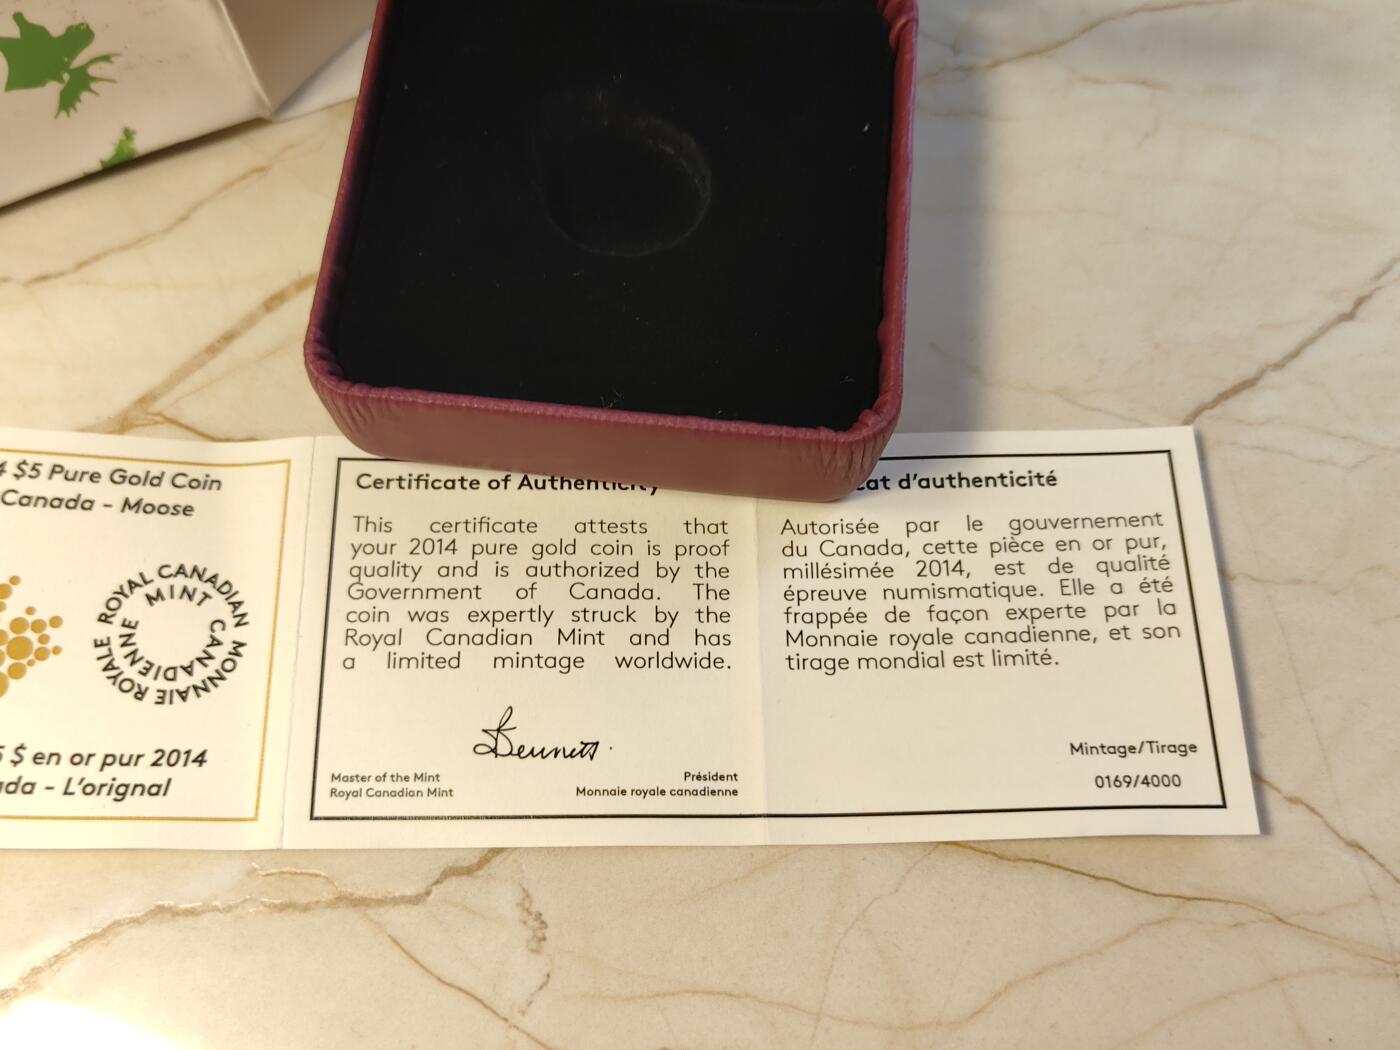 4 $5 Pure Gold Coin
Canada - Moose
ROYAL CANADIAN MINT
MONNAIE ROYALE CANADIENNE
5 $ en or pur 2014
L'orignal
Certificate of Authenticity
This certificate attests that
your 2014 pure gold coin is proof
quality and is authorized by the
Government of Canada. The
coin was expertly struck by the
Royal Canadian Mint and has
a limited mintage worldwide.
Bennett
Master of the Mint
Royal Canadian Mint
Président
Monnaie royale canadienne
d'authenticité
Autorisée par le gouvernement
du Canada, cette pièce en or pur,
millésimée 2014, est de qualité
épreuve numismatique. Elle a été
frappée de façon experte par la
Monnaie royale canadienne, et son
tirage mondial est limité.
Mintage/Tirage
0169/4000